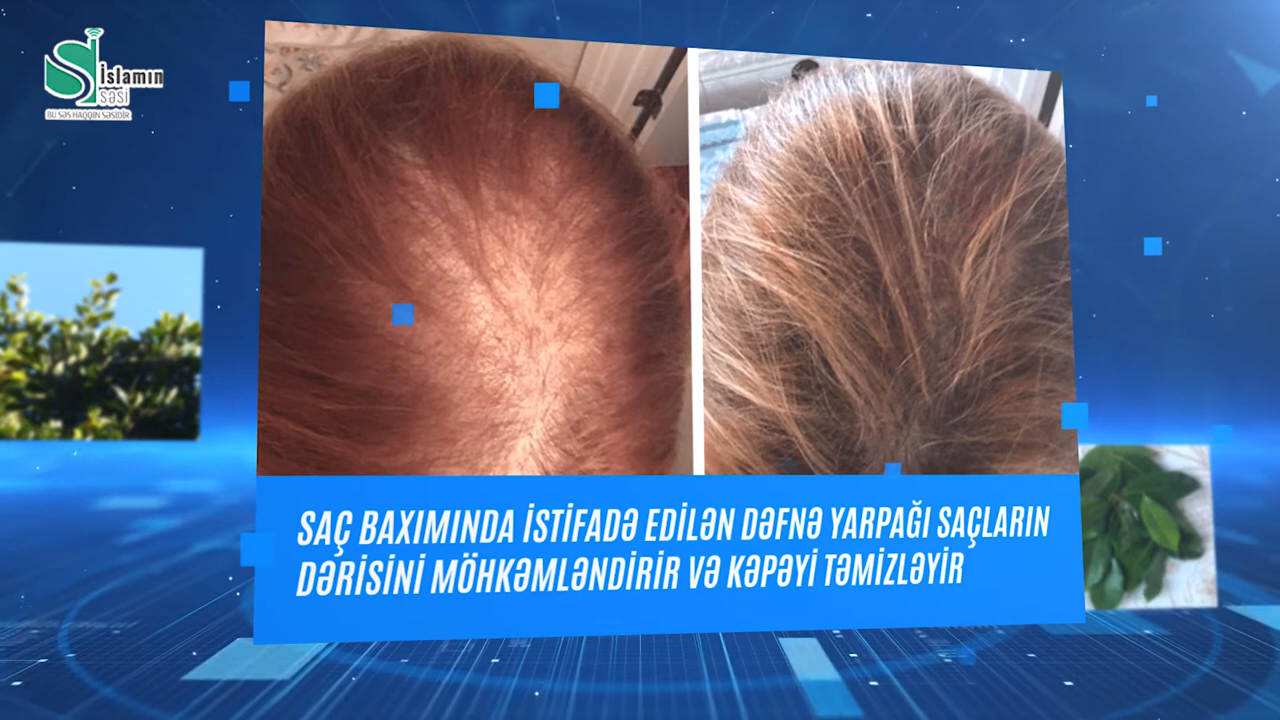 İslamın
səsi
BU SƏS HAQQIN SƏSİDİR
SAÇ BAXIMINDA İSTİFADƏ EDİLƏN DƏFNƏ YARPAĞI SAÇLARIN
DƏRİSİNİ MÖHKƏMLƏNDİRİR VƏ KƏPƏYİ TƏMİZLƏYİR